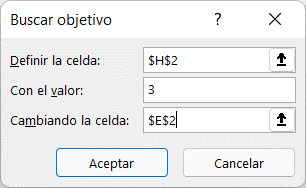 Buscar objetivo ? ×
Definir la celda: $H$2
Con el valor: 3
Cambiando la celda: $E$2
Aceptar Cancelar